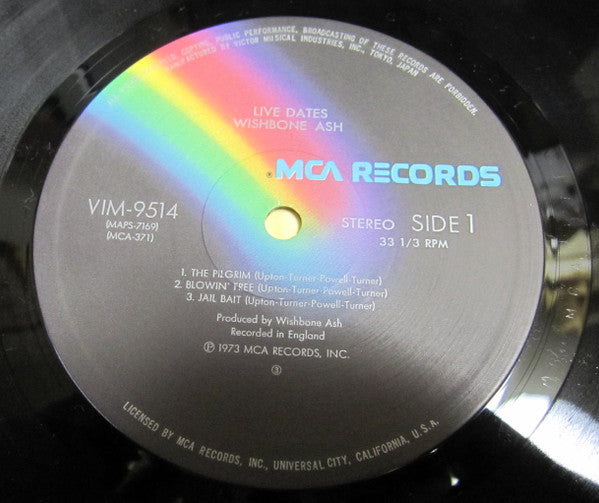 COPYING, PUBLIC PERFORMANCE, BROADCASTING OF THESE RECORDS ARE FORBIDDEN.
MANUFACTURED BY VICTOR MUSICAL INDUSTRIES, INC., TOKYO, JAPAN
LIVE DATES
WISHBONE ASH
®MCA RECORDS
VIM-9514
(MAPS-7169)
(MCA-371)
STEREO SIDE 1
33 1/3 RPM
1. THE PILGRIM (Upton-Turner-Powell-Turner)
2. BLOWIN' FREE (Upton-Turner-Powell-Turner)
3. JAIL BAIT (Upton-Turner-Powell-Turner)
Produced by Wishbone Ash
Recorded in England
℗ 1973 MCA RECORDS, INC.
③
LICENSED BY MCA RECORDS, INC., UNIVERSAL CITY, CALIFORNIA, U.S.A.